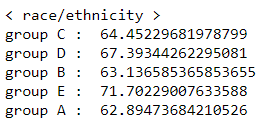 < race/ethnicity >
group C :  64.45229681978799
group D :  67.39344262295081
group B :  63.136585365853655
group E :  71.70229007633588
group A :  62.89473684210526